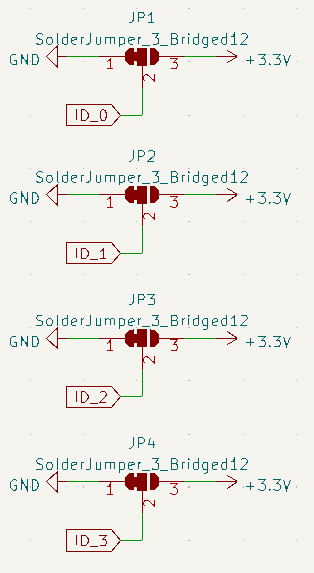 JP1
SolderJumper_3_Bridged12
GND 1 3 +3.3V
2
ID_0
JP2
SolderJumper_3_Bridged12
GND 1 3 +3.3V
2
ID_1
JP3
SolderJumper_3_Bridged12
GND 1 3 +3.3V
2
ID_2
JP4
SolderJumper_3_Bridged12
GND 1 3 +3.3V
2
ID_3